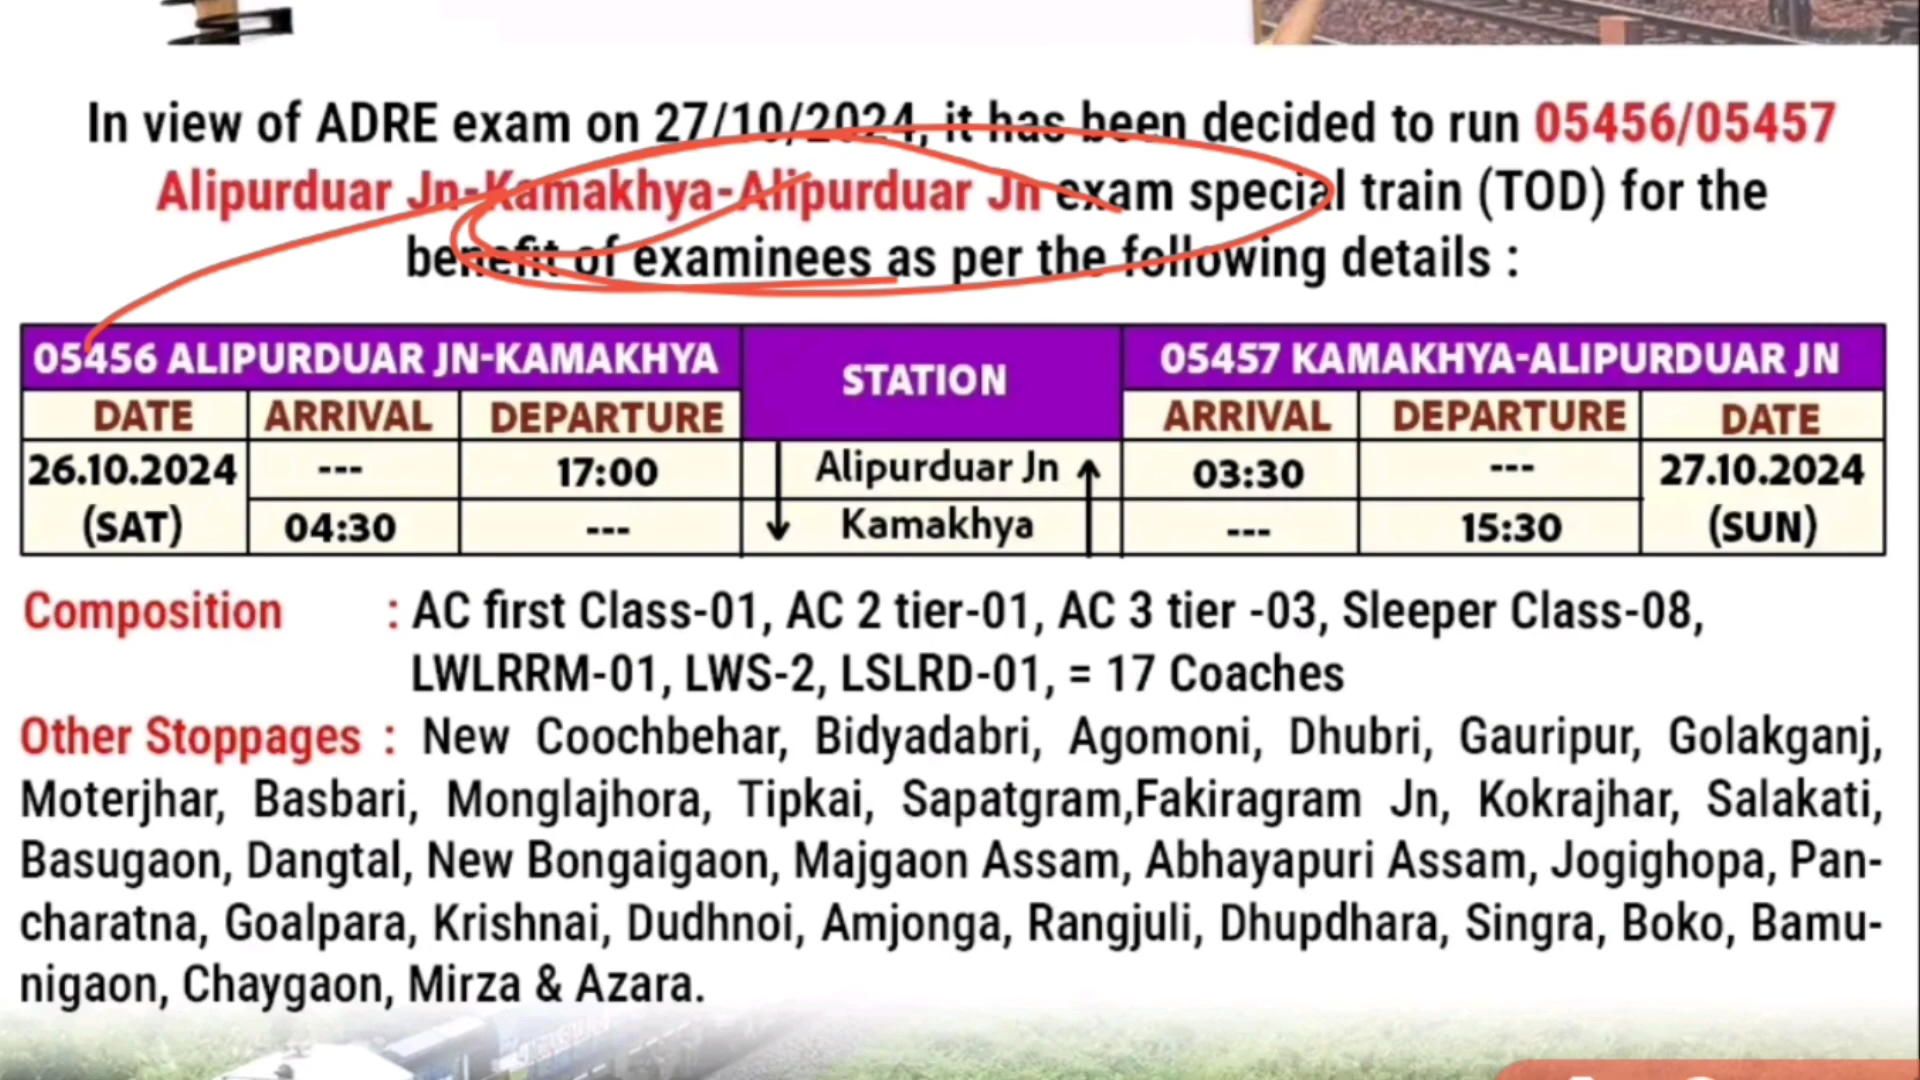 In view of ADRE exam on 27/10/2024, it has been decided to run 05456/05457
Alipurduar Jn-Kamakhya-Alipurduar Jn exam special train (TOD) for the
benefit of examinees as per the following details :
05456 ALIPURDUAR JN-KAMAKHYA STATION 05457 KAMAKHYA-ALIPURDUAR JN
DATE ARRIVAL DEPARTURE ARRIVAL DEPARTURE DATE
26.10.2024 --- 17:00 Alipurduar Jn 03:30 --- 27.10.2024
(SAT) 04:30 --- Kamakhya --- 15:30 (SUN)
Composition : AC first Class-01, AC 2 tier-01, AC 3 tier -03, Sleeper Class-08,
LWLRRM-01, LWS-2, LSLRD-01, = 17 Coaches
Other Stoppages : New Coochbehar, Bidyadabri, Agomoni, Dhubri, Gauripur, Golakganj,
Moterjhar, Basbari, Monglajhora, Tipkai, Sapatgram,Fakiragram Jn, Kokrajhar, Salakati,
Basugaon, Dangtal, New Bongaigaon, Majgaon Assam, Abhayapuri Assam, Jogighopa, Pan-
charatna, Goalpara, Krishnai, Dudhnoi, Amjonga, Rangjuli, Dhupdhara, Singra, Boko, Bamu-
nigaon, Chaygaon, Mirza & Azara.